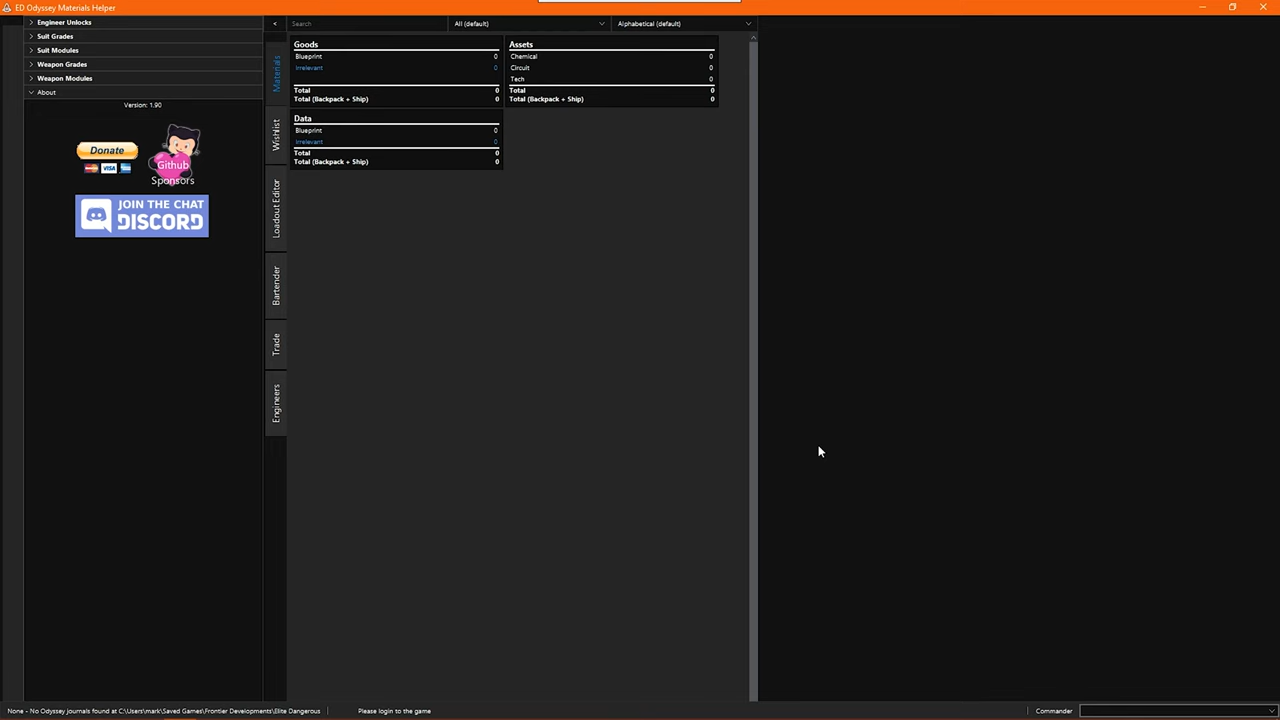 ED Odyssey Materials Helper
Engineer Unlocks
Suit Grades
Suit Modules
Weapon Grades
Weapon Modules
About
Version: 1.90
Donate
VISA
Github
Sponsors
JOIN THE CHAT
DISCORD
<
Search
All (default)
Alphabetical (default)
Materials
Wishlist
Loadout Editor
Bartender
Trade
Engineers
Goods
Blueprint 0
Irrelevant 0
Total 0
Total (Backpack + Ship) 0
Assets
Chemical 0
Circuit 0
Tech 0
Total 0
Total (Backpack + Ship) 0
Data
Blueprint 0
Irrelevant 0
Total 0
Total (Backpack + Ship) 0
None - No Odyssey journals found at C:\Users\mark\Saved Games\Frontier Developments\Elite Dangerous
Please login to the game
Commander